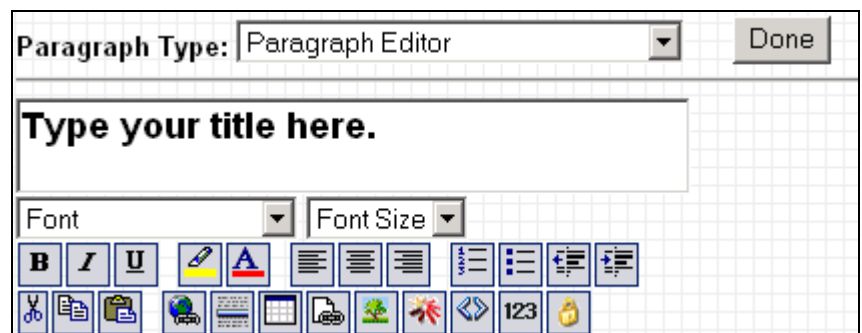 Paragraph Type: Paragraph Editor Done
Type your title here.
Font Font Size
B I U A
123